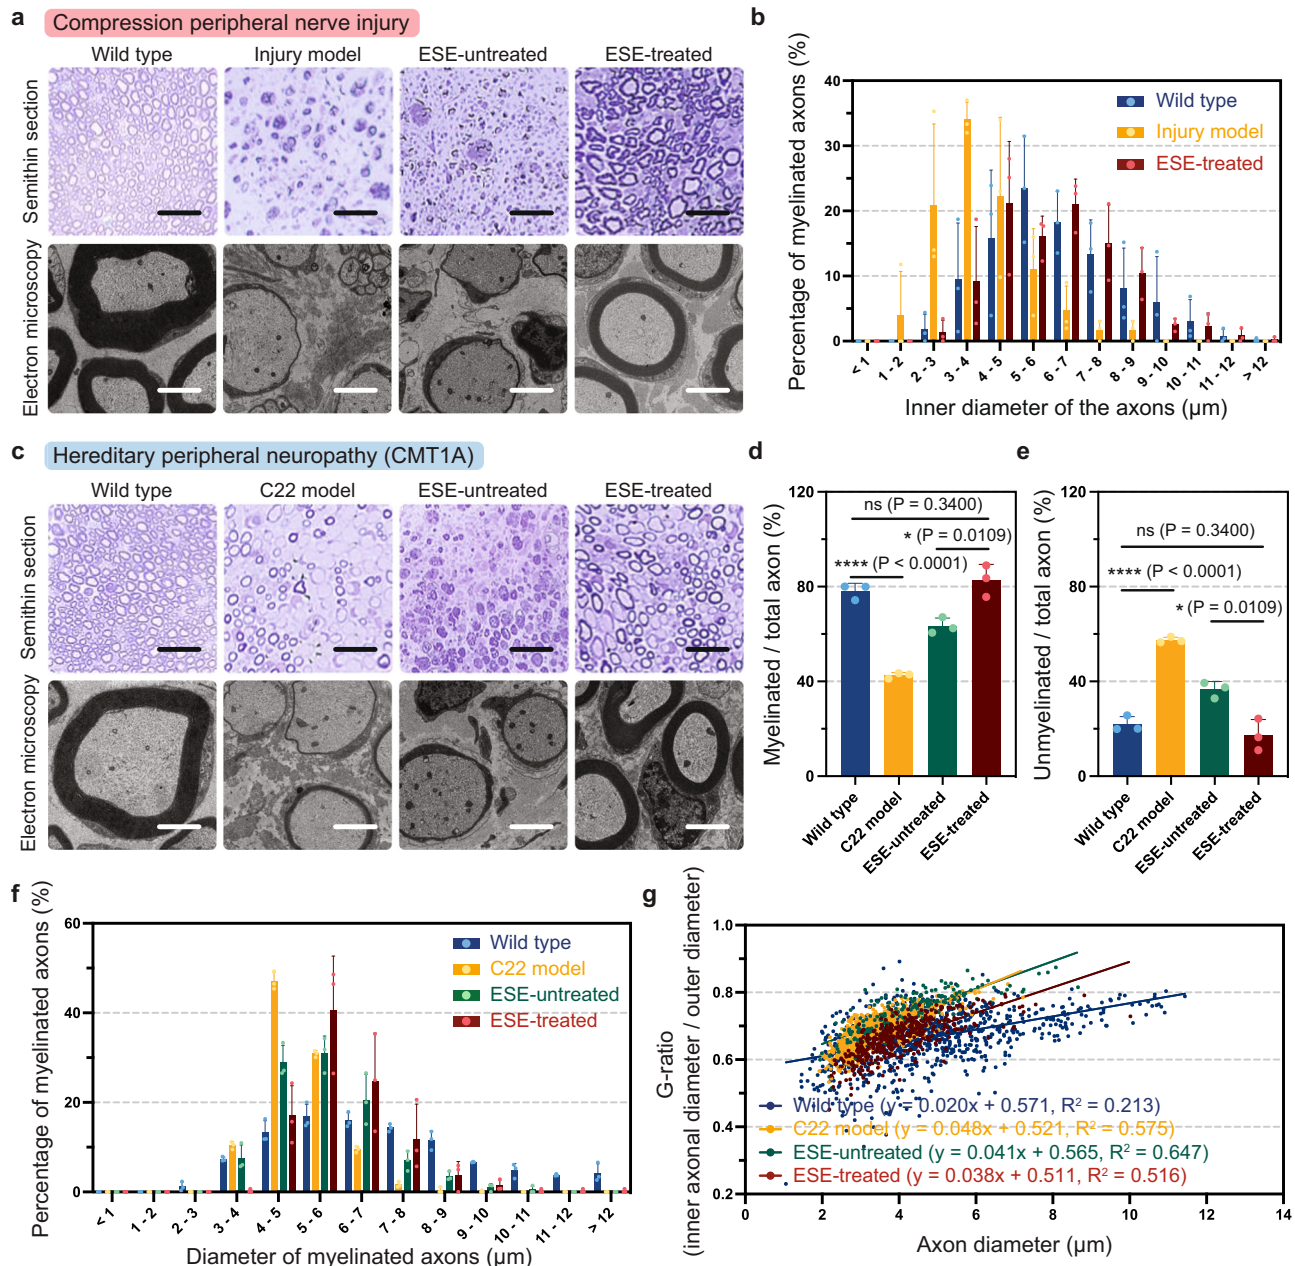 a
Compression peripheral nerve injury
Wild type
Injury model
ESE-untreated
ESE-treated
Semithin section
Electron microscopy
b
Percentage of myelinated axons (%)
40
30
20
10
0
Wild type
Injury model
ESE-treated
< 1
1 - 2
2 - 3
3 - 4
4 - 5
5 - 6
6 - 7
7 - 8
8 - 9
9 - 10
10 - 11
11 - 12
> 12
Inner diameter of the axons (µm)
c
Hereditary peripheral neuropathy (CMT1A)
Wild type
C22 model
ESE-untreated
ESE-treated
Semithin section
Electron microscopy
d
Myelinated / total axon (%)
120
80
40
0
ns (P = 0.3400)
* (P = 0.0109)
**** (P < 0.0001)
Wild type
C22 model
ESE-untreated
ESE-treated
e
Unmyelinated / total axon (%)
120
80
40
0
ns (P = 0.3400)
**** (P < 0.0001)
* (P = 0.0109)
Wild type
C22 model
ESE-untreated
ESE-treated
f
Percentage of myelinated axons (%)
60
40
20
0
Wild type
C22 model
ESE-untreated
ESE-treated
< 1
1 - 2
2 - 3
3 - 4
4 - 5
5 - 6
6 - 7
7 - 8
8 - 9
9 - 10
10 - 11
11 - 12
> 12
Diameter of myelinated axons (µm)
g
G-ratio
(inner axonal diameter / outer diameter)
1.0
0.8
0.6
0.4
0.2
Wild type (y = 0.020x + 0.571, R² = 0.213)
C22 model (y = 0.048x + 0.521, R² = 0.575)
ESE-untreated (y = 0.041x + 0.565, R² = 0.647)
ESE-treated (y = 0.038x + 0.511, R² = 0.516)
0
2
4
6
8
10
12
14
Axon diameter (µm)